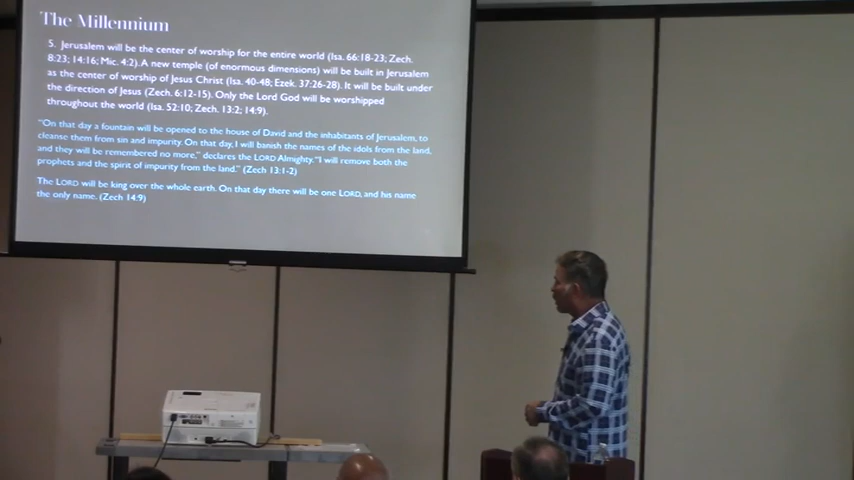 The Millennium
5. Jerusalem will be the center of worship for the entire world (Isa. 66:18-23; Zech.
8:23; 14:16; Mic. 4:2). A new temple (of enormous dimensions) will be built in Jerusalem
as the center of worship of Jesus Christ (Isa. 40-48; Ezek. 37:26-28). It will be built under
the direction of Jesus (Zech. 6:12-15). Only the Lord God will be worshipped
throughout the world (Isa. 52:10; Zech. 13:2; 14:9).
“On that day a fountain will be opened to the house of David and the inhabitants of Jerusalem, to
cleanse them from sin and impurity. On that day, I will banish the names of the idols from the land,
and they will be remembered no more,” declares the LORD Almighty. “I will remove both the
prophets and the spirit of impurity from the land.” (Zech 13:1-2)
The LORD will be king over the whole earth. On that day there will be one LORD, and his name
the only name. (Zech 14:9)